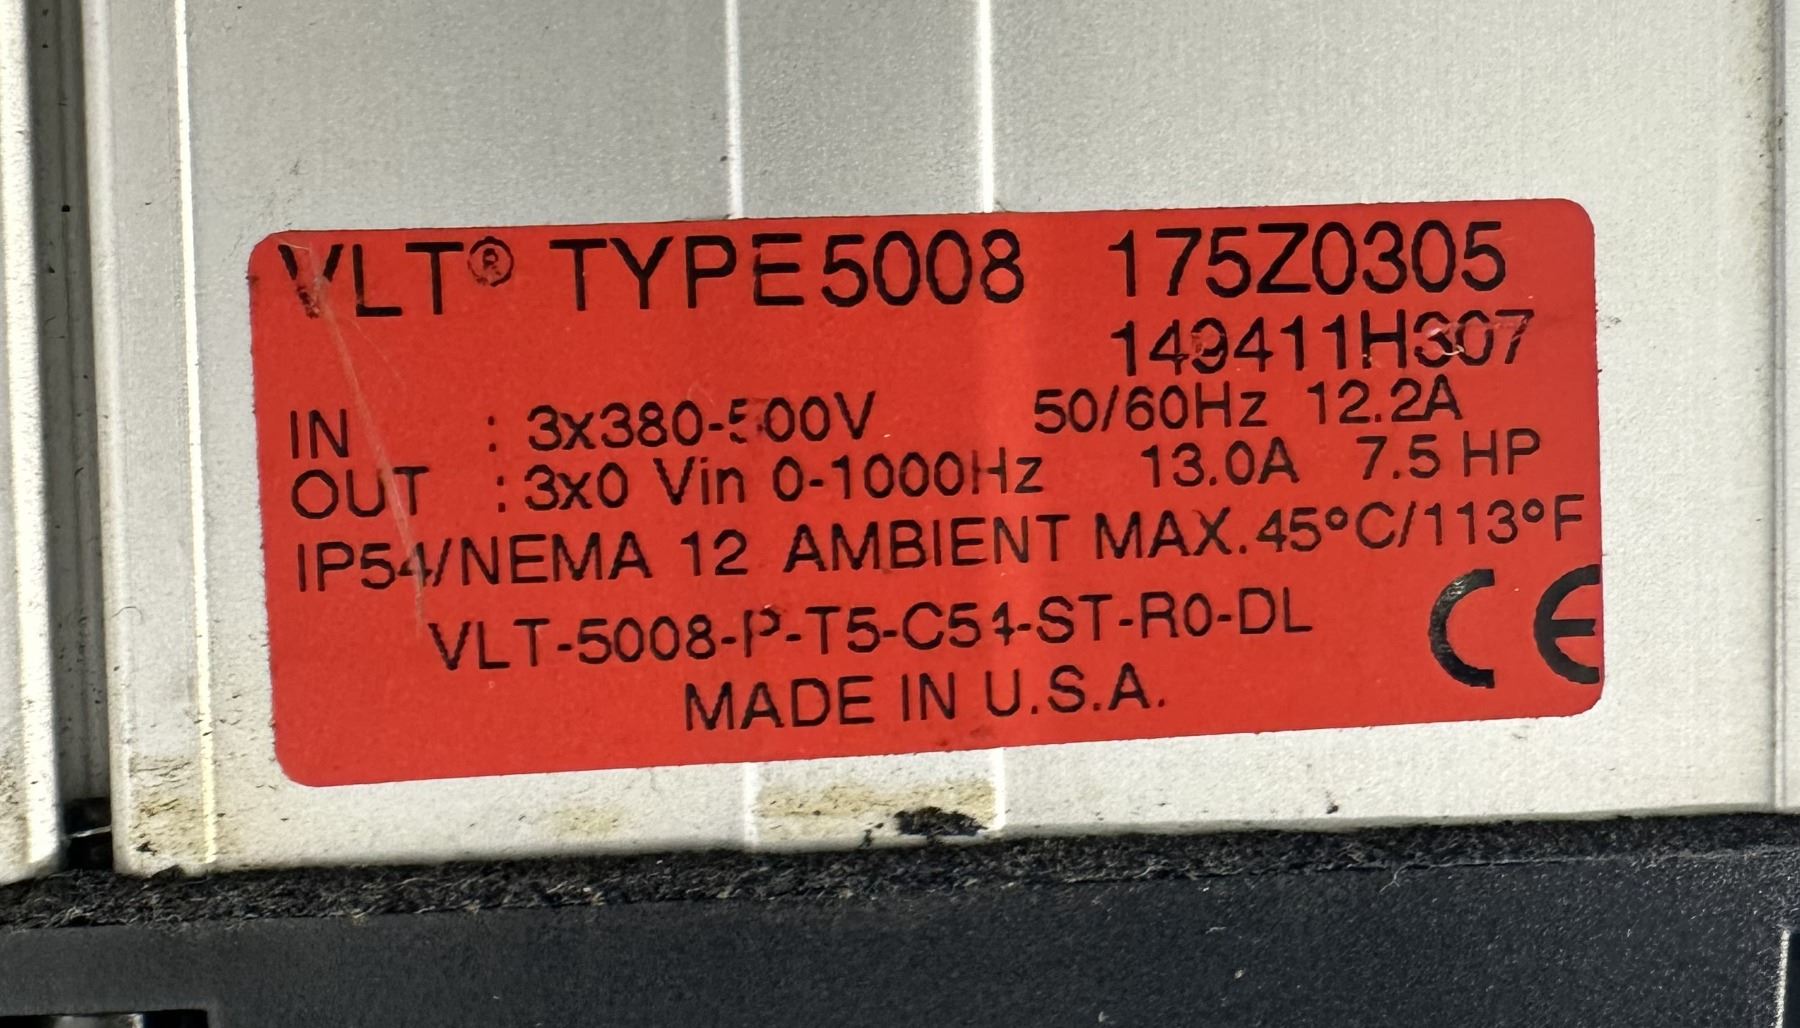 VLT® TYPE 5008 175Z0305
149411H307
IN : 3x380-500V 50/60Hz 12.2A
OUT : 3x0 Vin 0-1000Hz 13.0A 7.5 HP
IP54/NEMA 12 AMBIENT MAX. 45°C/113°F
VLT-5008-P-T5-C54-ST-R0-DL
CE
MADE IN U.S.A.